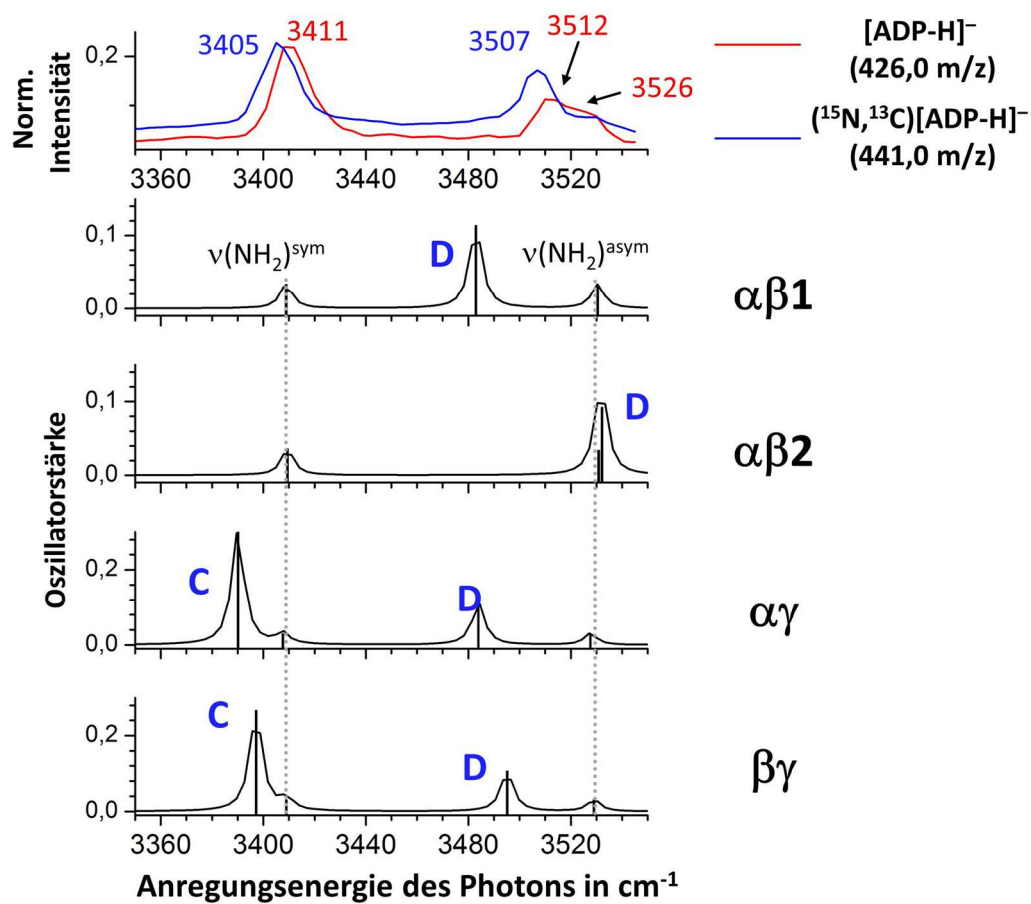 Norm.
Intensität
0,2
3405
3411
3507
3512
3526
3360 3400 3440 3480 3520
[ADP-H]⁻
(426,0 m/z)
(¹⁵N,¹³C)[ADP-H]⁻
(441,0 m/z)
Oszillatorstärke
0,1
0,0
ν(NH₂)ˢʸᵐ
D
ν(NH₂)ᵃˢʸᵐ
αβ1
0,1
0,0
D
αβ2
0,2
0,0
C
D
αγ
0,2
0,0
C
D
βγ
3360 3400 3440 3480 3520
Anregungsenergie des Photons in cm⁻¹